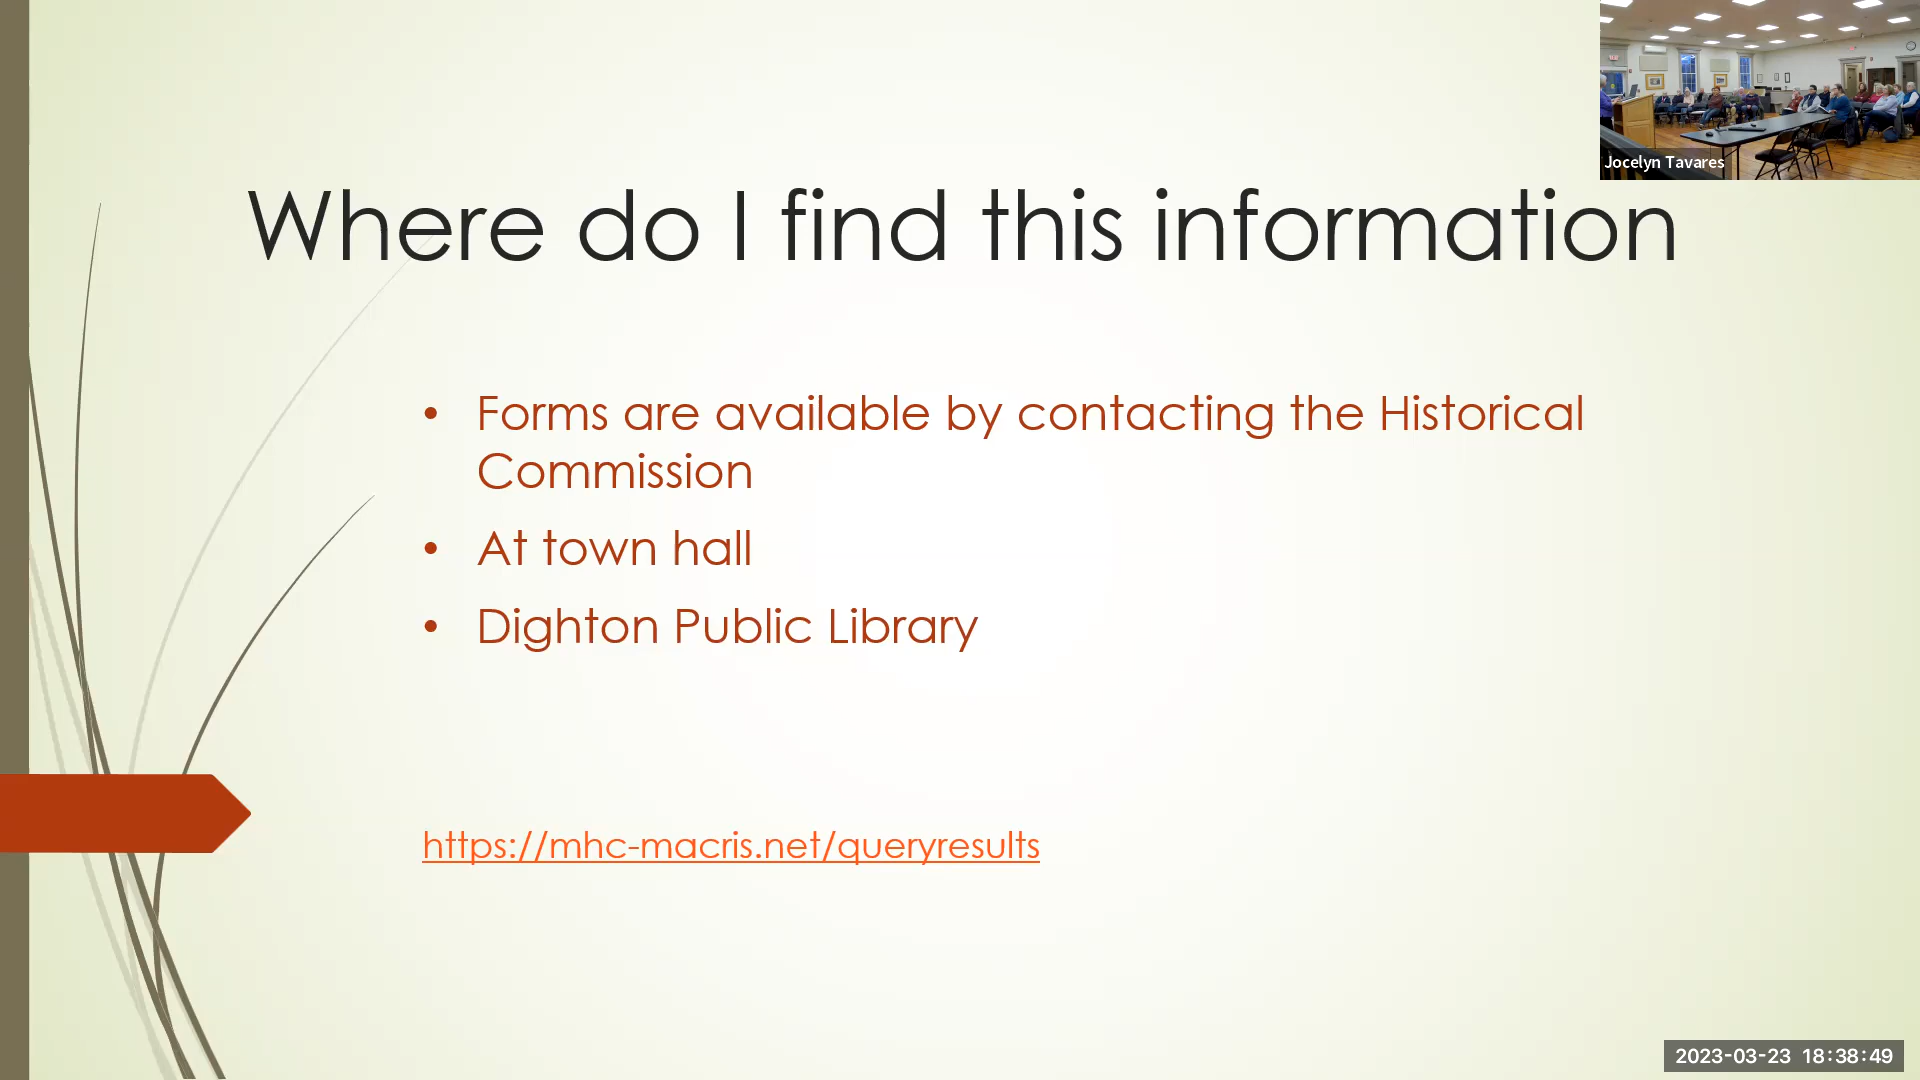 Jocelyn Tavares
Where do I find this information
• Forms are available by contacting the Historical
Commission
• At town hall
• Dighton Public Library
https://mhc-macris.net/queryresults
2023-03-23 18:38:49